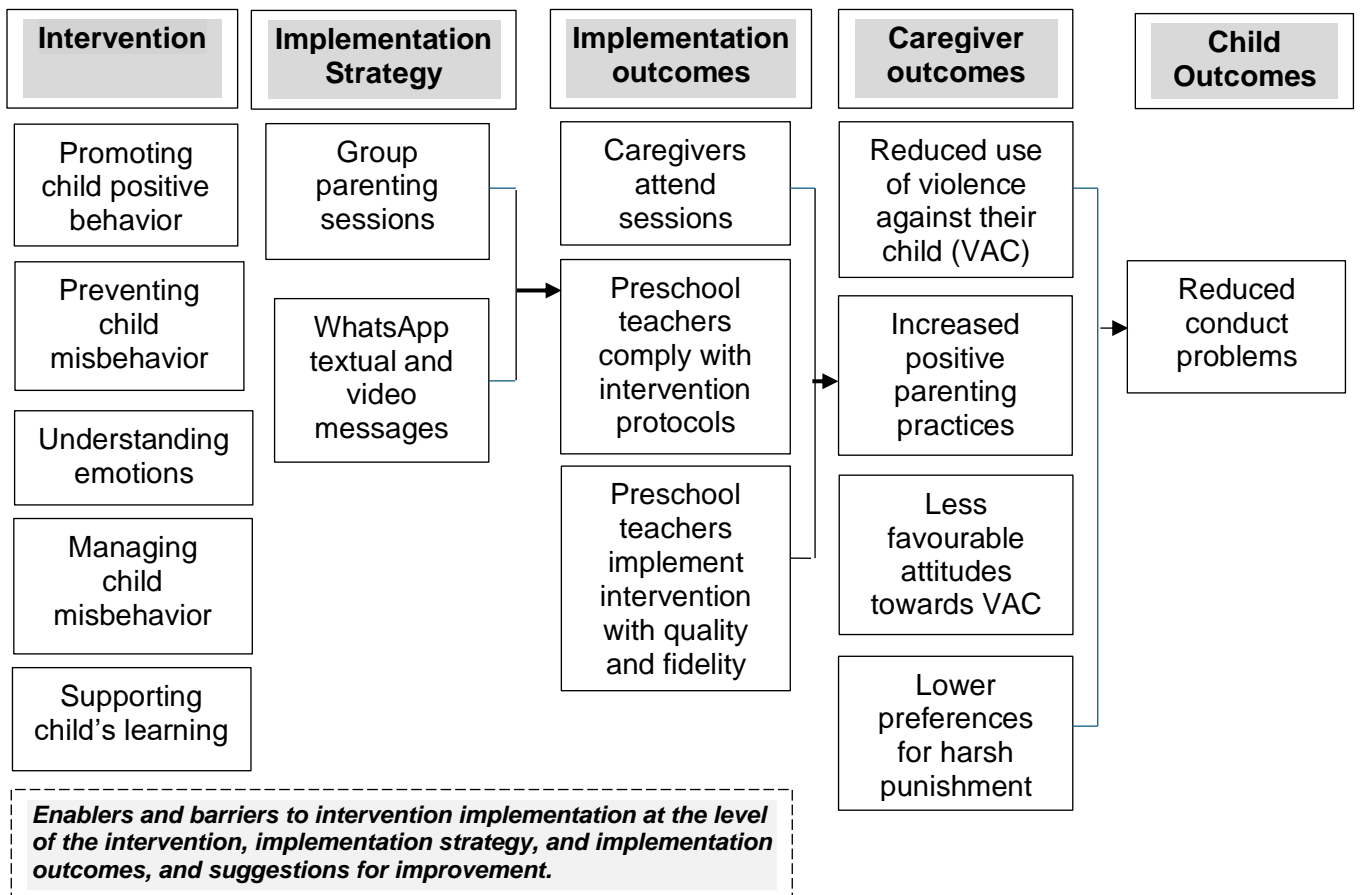 Intervention
Promoting
child positive
behavior
Preventing
child
misbehavior
Understanding
emotions
Managing
child
misbehavior
Supporting
child’s learning
Implementation
Strategy
Group
parenting
sessions
WhatsApp
textual and
video
messages
Implementation
outcomes
Caregivers
attend
sessions
Preschool
teachers
comply with
intervention
protocols
Preschool
teachers
implement
intervention
with quality
and fidelity
Caregiver
outcomes
Reduced use
of violence
against their
child (VAC)
Increased
positive
parenting
practices
Less
favourable
attitudes
towards VAC
Lower
preferences
for harsh
punishment
Child
Outcomes
Reduced
conduct
problems
Enablers and barriers to intervention implementation at the level
of the intervention, implementation strategy, and implementation
outcomes, and suggestions for improvement.